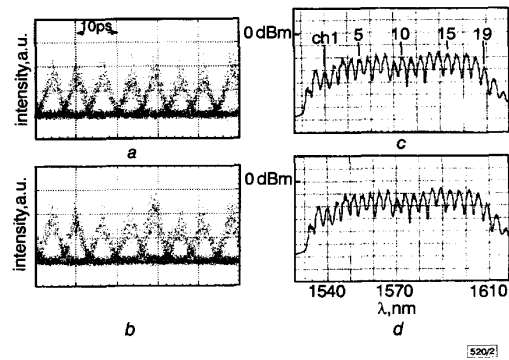 10ps
intensity,a.u.
a
0 dBm
ch1 5 10 15 19
c
intensity,a.u.
b
0 dBm
1540 1570 1610
λ,nm
d
520/2